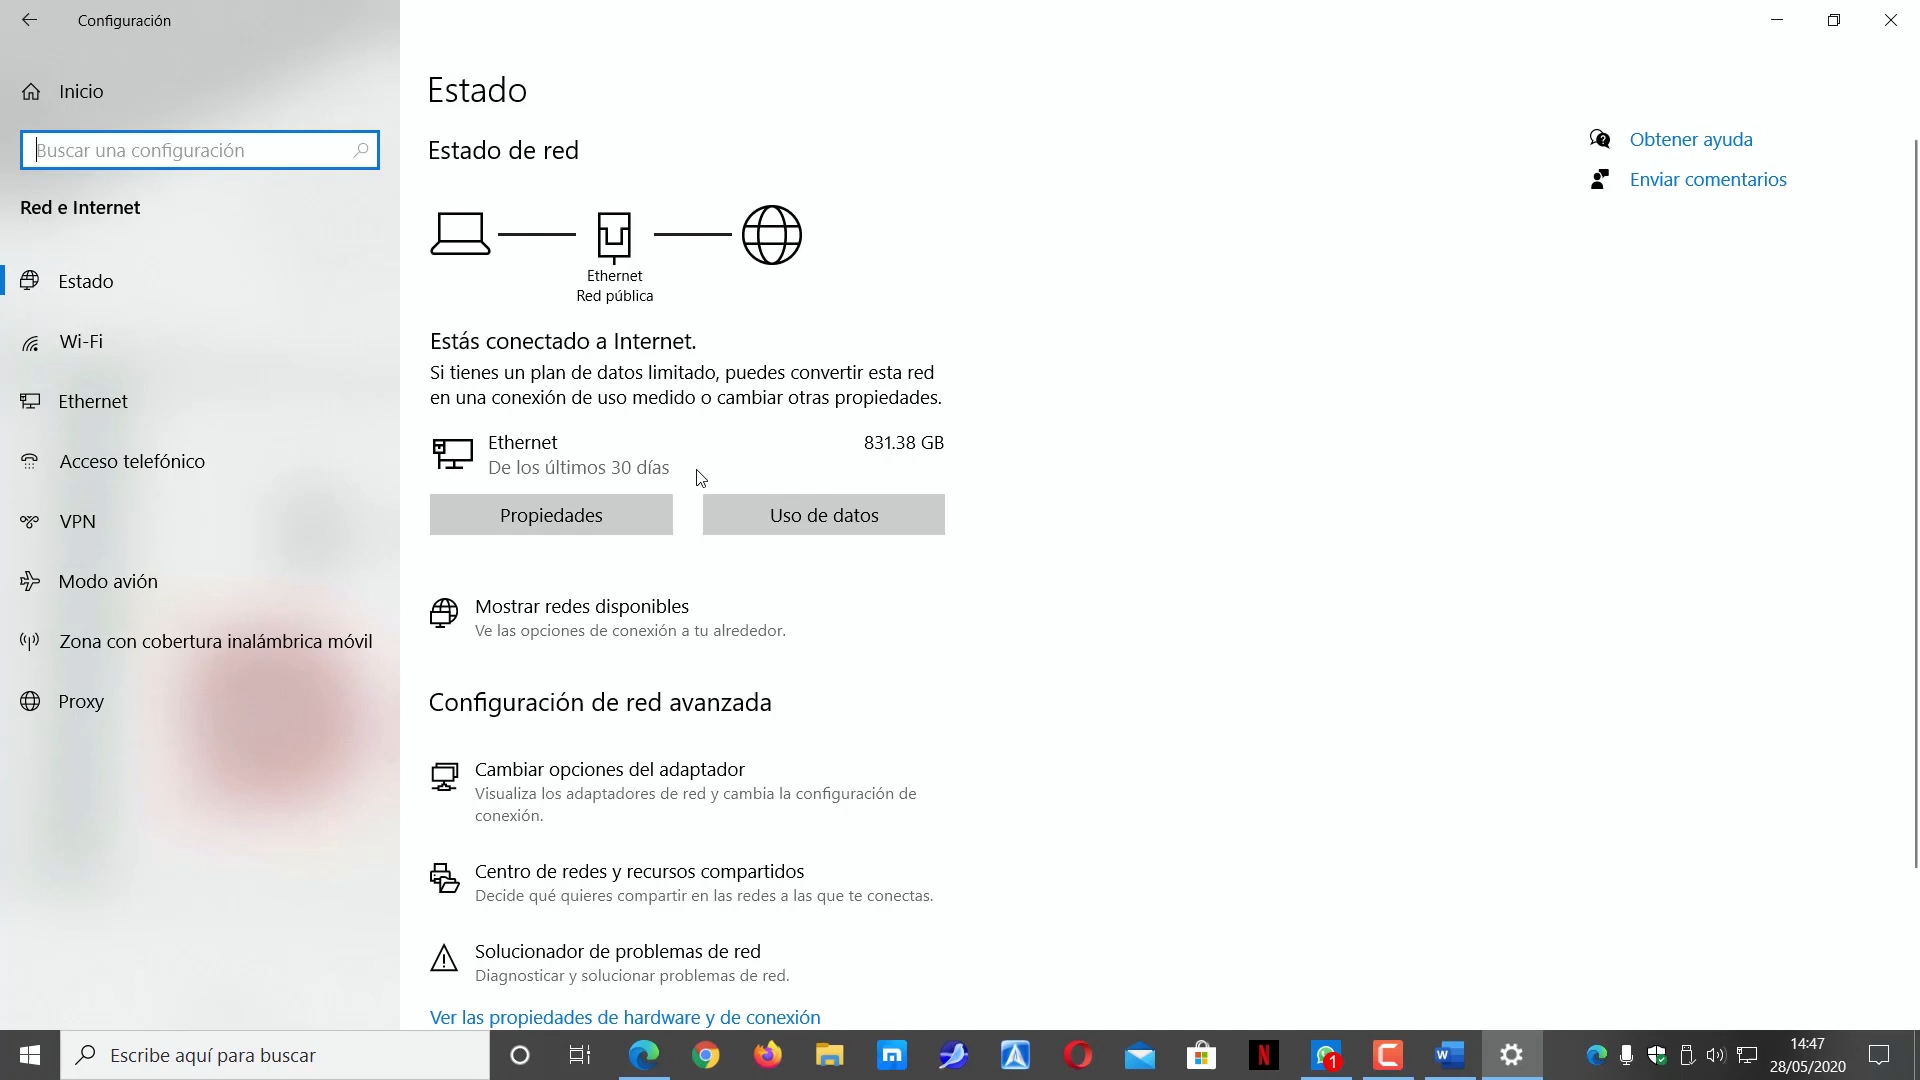 Configuración
Inicio
Buscar una configuración
Red e Internet
Estado
Wi-Fi
Ethernet
Acceso telefónico
VPN
Modo avión
Zona con cobertura inalámbrica móvil
Proxy
Estado
Estado de red
Ethernet
Red pública
Estás conectado a Internet.
Si tienes un plan de datos limitado, puedes convertir esta red
en una conexión de uso medido o cambiar otras propiedades.
Ethernet 831.38 GB
De los últimos 30 días
Propiedades Uso de datos
Mostrar redes disponibles
Ve las opciones de conexión a tu alrededor.
Configuración de red avanzada
Cambiar opciones del adaptador
Visualiza los adaptadores de red y cambia la configuración de
conexión.
Centro de redes y recursos compartidos
Decide qué quieres compartir en las redes a las que te conectas.
Solucionador de problemas de red
Diagnosticar y solucionar problemas de red.
Ver las propiedades de hardware y de conexión
Obtener ayuda
Enviar comentarios
Escribe aquí para buscar
N
1
W
14:47
28/05/2020